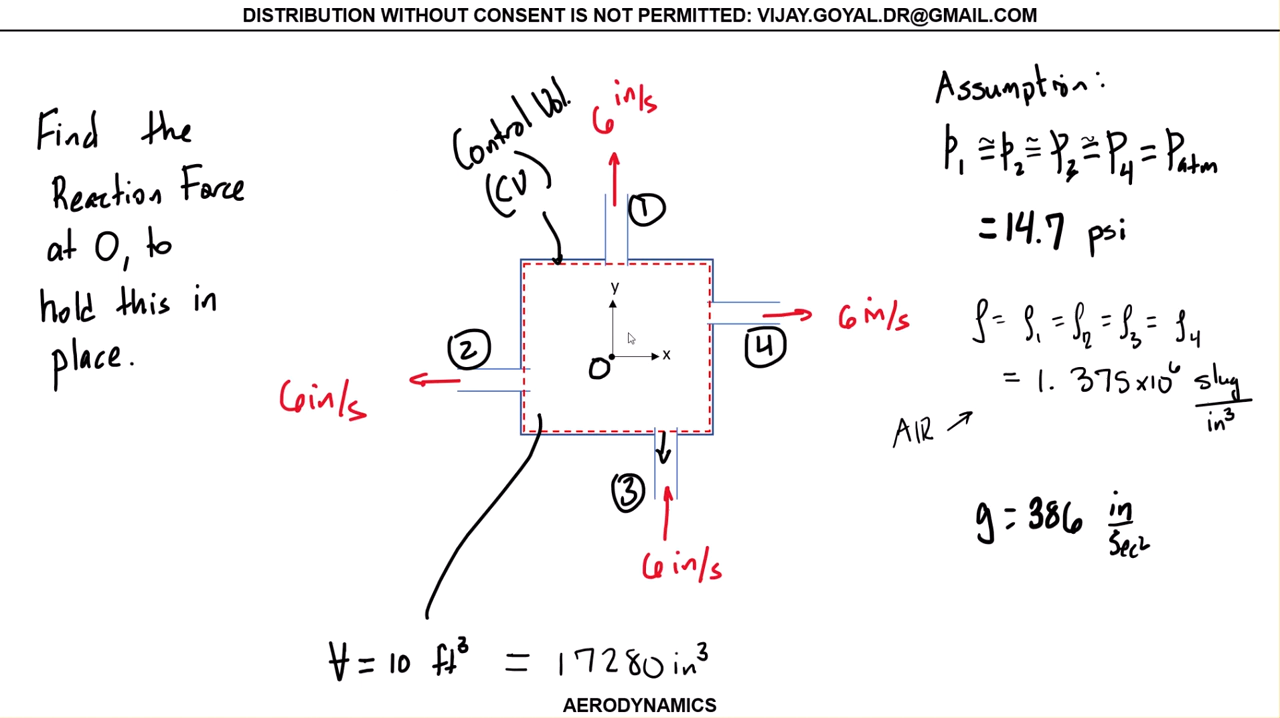 DISTRIBUTION WITHOUT CONSENT IS NOT PERMITTED: VIJAY.GOYAL.DR@GMAIL.COM
Find the
Reaction Force
at O, to
hold this in
place.
Control Vol.
(CV)
6 in/s
1
y
x
O
2
6 in/s
4
6 in/s
3
6 in/s
V = 10 ft³ = 17280 in³
Assumption:
P₁ ≅ P₂ ≅ P₃ ≅ P₄ = Patm
= 14.7 psi
ρ = ρ₁ = ρ₂ = ρ₃ = ρ₄
= 1.375×10⁶ slug/in³
AIR →
g = 386 in/sec²
AERODYNAMICS